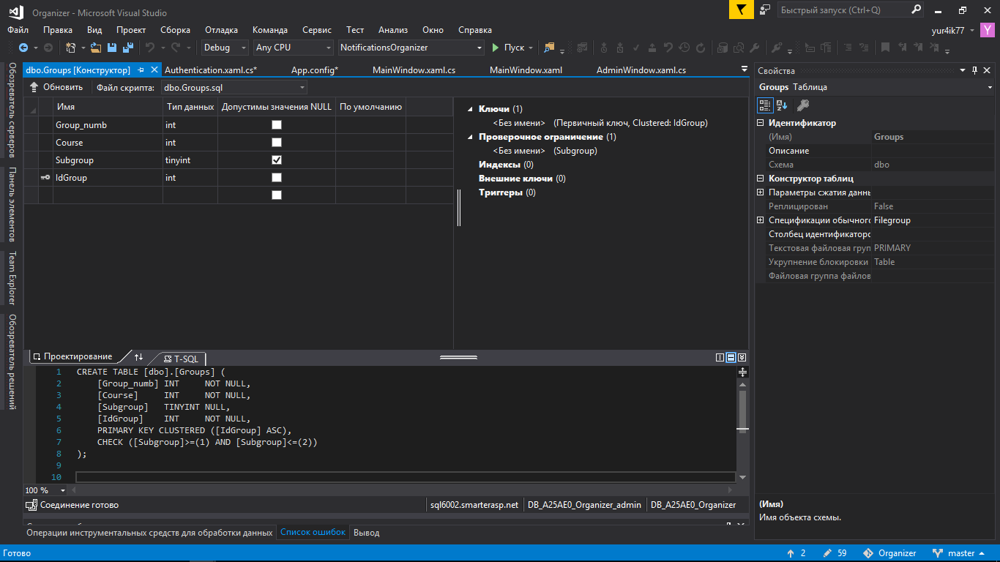 Organizer - Microsoft Visual Studio
Быстрый запуск (Ctrl+Q)
Файл Правка Вид Проект Сборка Отладка Команда Сервис Тест Анализ Окно Справка
yur4ik77 Y
Debug Any CPU NotificationsOrganizer Пуск
Обозреватель серверов
Панель элементов
Team Explorer
Обозреватель решений
dbo.Groups [Конструктор] Authentication.xaml.cs* App.config* MainWindow.xaml.cs MainWindow.xaml AdminWindow.xaml.cs
Обновить Файл скрипта: dbo.Groups.sql
Имя Тип данных Допустимы значения NULL По умолчанию
Group_numb int
Course int
Subgroup tinyint
IdGroup int
Ключи (1)
<Без имени> (Первичный ключ, Clustered: IdGroup)
Проверочное ограничение (1)
<Без имени> (Subgroup)
Индексы (0)
Внешние ключи (0)
Триггеры (0)
Проектирование T-SQL
1 CREATE TABLE [dbo].[Groups] (
2 [Group_numb] INT NOT NULL,
3 [Course] INT NOT NULL,
4 [Subgroup] TINYINT NULL,
5 [IdGroup] INT NOT NULL,
6 PRIMARY KEY CLUSTERED ([IdGroup] ASC),
7 CHECK ([Subgroup]>=(1) AND [Subgroup]<=(2))
8 );
9
10
100 %
Соединение готово sql6002.smarterasp.net DB_A25AE0_Organizer_admin DB_A25AE0_Organizer
Операции инструментальных средств для обработки данных Список ошибок Вывод
Свойства
Groups Таблица
Идентификатор
(Имя) Groups
Описание
Схема dbo
Конструктор таблиц
Параметры сжатия данны
Реплицирован False
Спецификации обычного Filegroup
Столбец идентификаторо
Текстовая файловая груп PRIMARY
Укрупнение блокировки Table
Файловая группа файлов
(Имя)
Имя объекта схемы.
Готово 2 59 Organizer master